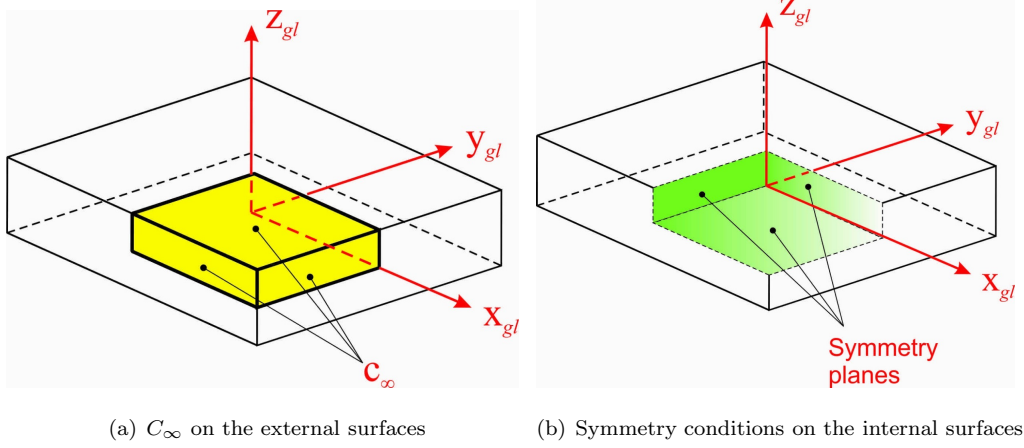 z_gl
y_gl
x_gl
c_∞
(a) C_∞ on the external surfaces
z_gl
y_gl
x_gl
Symmetry
planes
(b) Symmetry conditions on the internal surfaces